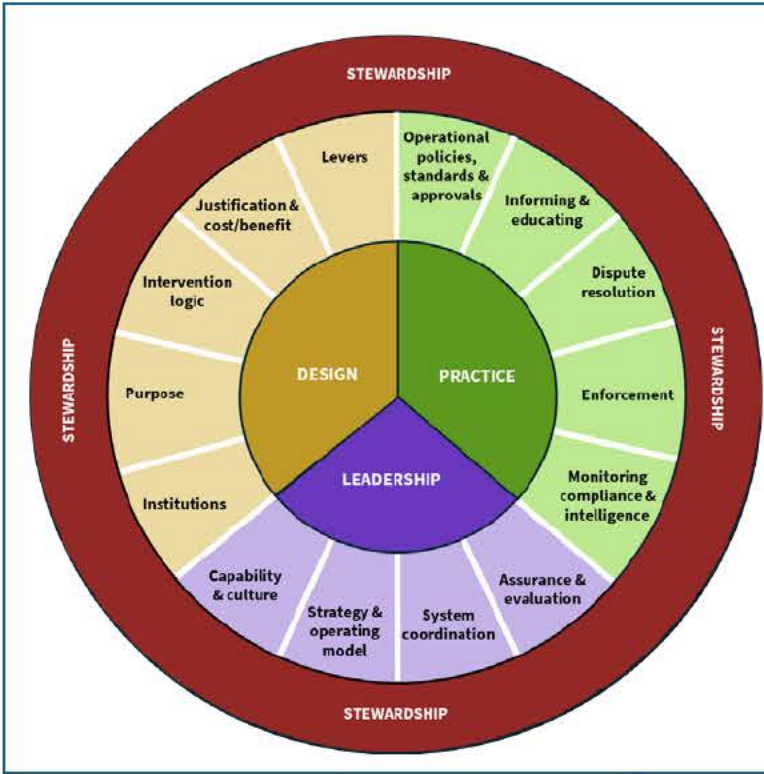 STEWARDSHIP
Levers
Operational
policies,
standards &
approvals
Justification &
cost/benefit
Informing &
educating
Intervention
logic
Dispute
resolution
STEWARDSHIP
Purpose
DESIGN
PRACTICE
Enforcement
STEWARDSHIP
LEADERSHIP
Institutions
Monitoring
compliance &
intelligence
Capability
& culture
Strategy &
operating
model
System
coordination
Assurance &
evaluation
STEWARDSHIP